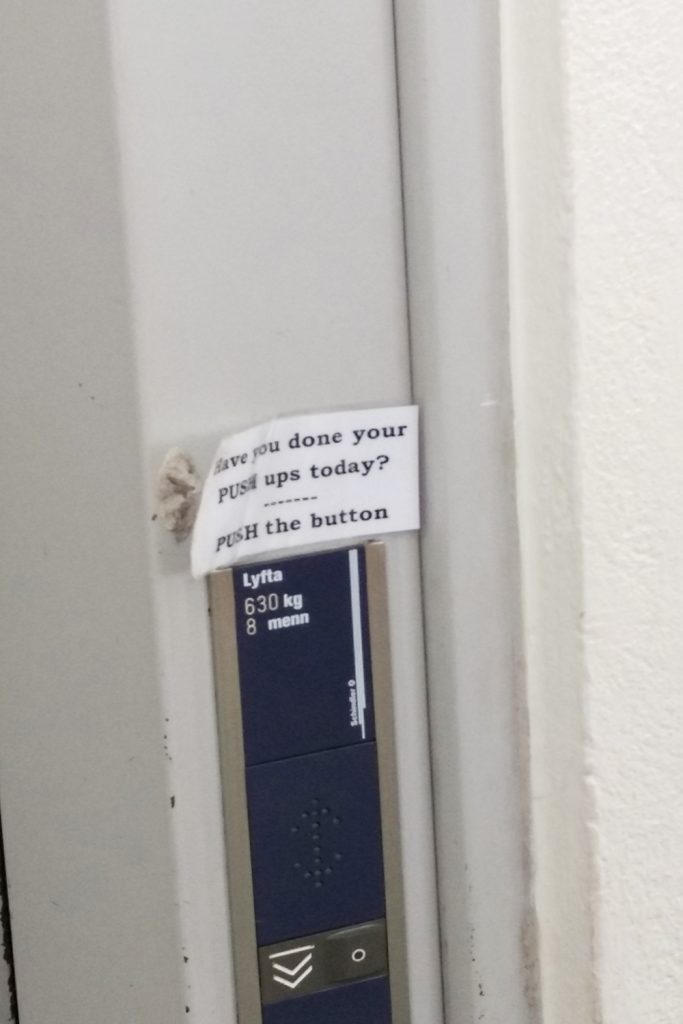 Have you done your
PUSH ups today?
-------
PUSH the button
Lyfta
630 kg
8 menn
Schindler